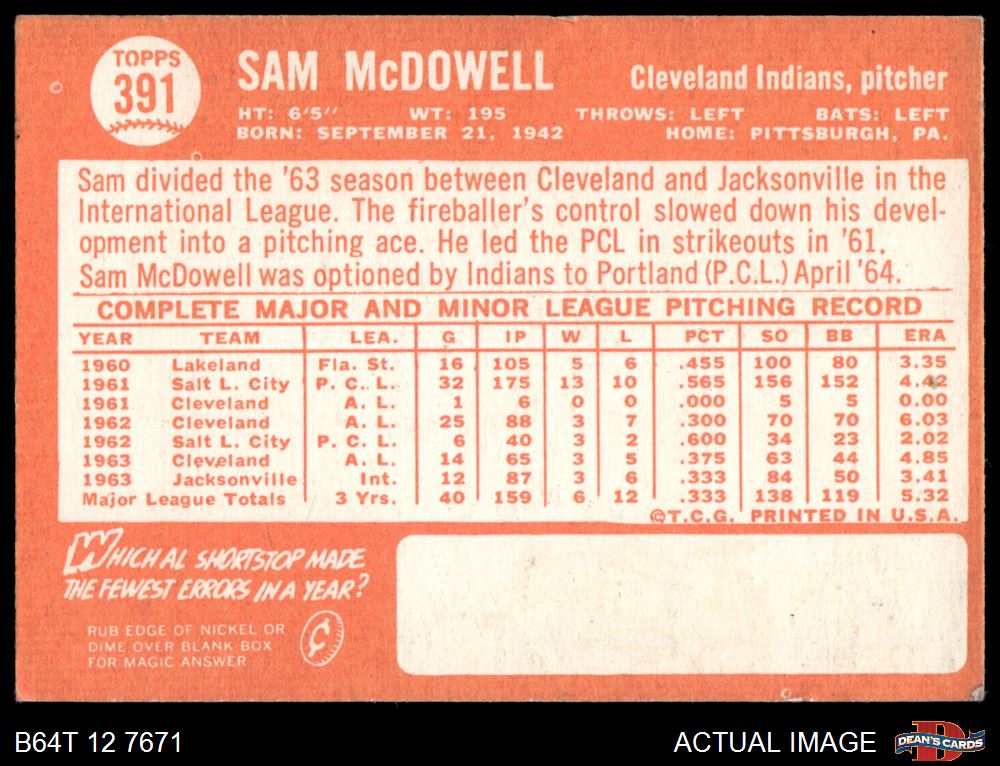 TOPPS
391
SAM McDOWELL
Cleveland Indians, pitcher
HT: 6'5" WT: 195 THROWS: LEFT BATS: LEFT
BORN: SEPTEMBER 21, 1942 HOME: PITTSBURGH, PA.
Sam divided the '63 season between Cleveland and Jacksonville in the
International League. The fireballer's control slowed down his devel-
opment into a pitching ace. He led the PCL in strikeouts in '61.
Sam McDowell was optioned by Indians to Portland (P.C.L.) April '64.
COMPLETE MAJOR AND MINOR LEAGUE PITCHING RECORD
YEAR TEAM LEA. G IP W L PCT SO BB ERA
1960 Lakeland Fla. St. 16 105 5 6 .455 100 80 3.35
1961 Salt L. City P. C. L. 32 175 13 10 .565 156 152 4.42
1961 Cleveland A. L. 1 6 0 0 .000 5 5 0.00
1962 Cleveland A. L. 25 88 3 7 .300 70 70 6.03
1962 Salt L. City P. C. L. 6 40 3 2 .600 34 23 2.02
1963 Cleveland A. L. 14 65 3 5 .375 63 44 4.85
1963 Jacksonville Int. 12 87 3 6 .333 84 50 3.41
Major League Totals 3 Yrs. 40 159 6 12 .333 138 119 5.32
©T.C.G. PRINTED IN U.S.A.
WHICH AL SHORTSTOP MADE
THE FEWEST ERRORS IN A YEAR?
RUB EDGE OF NICKEL OR
DIME OVER BLANK BOX
FOR MAGIC ANSWER
¢
B64T 12 7671
ACTUAL IMAGE
D
DEAN'S CARDS